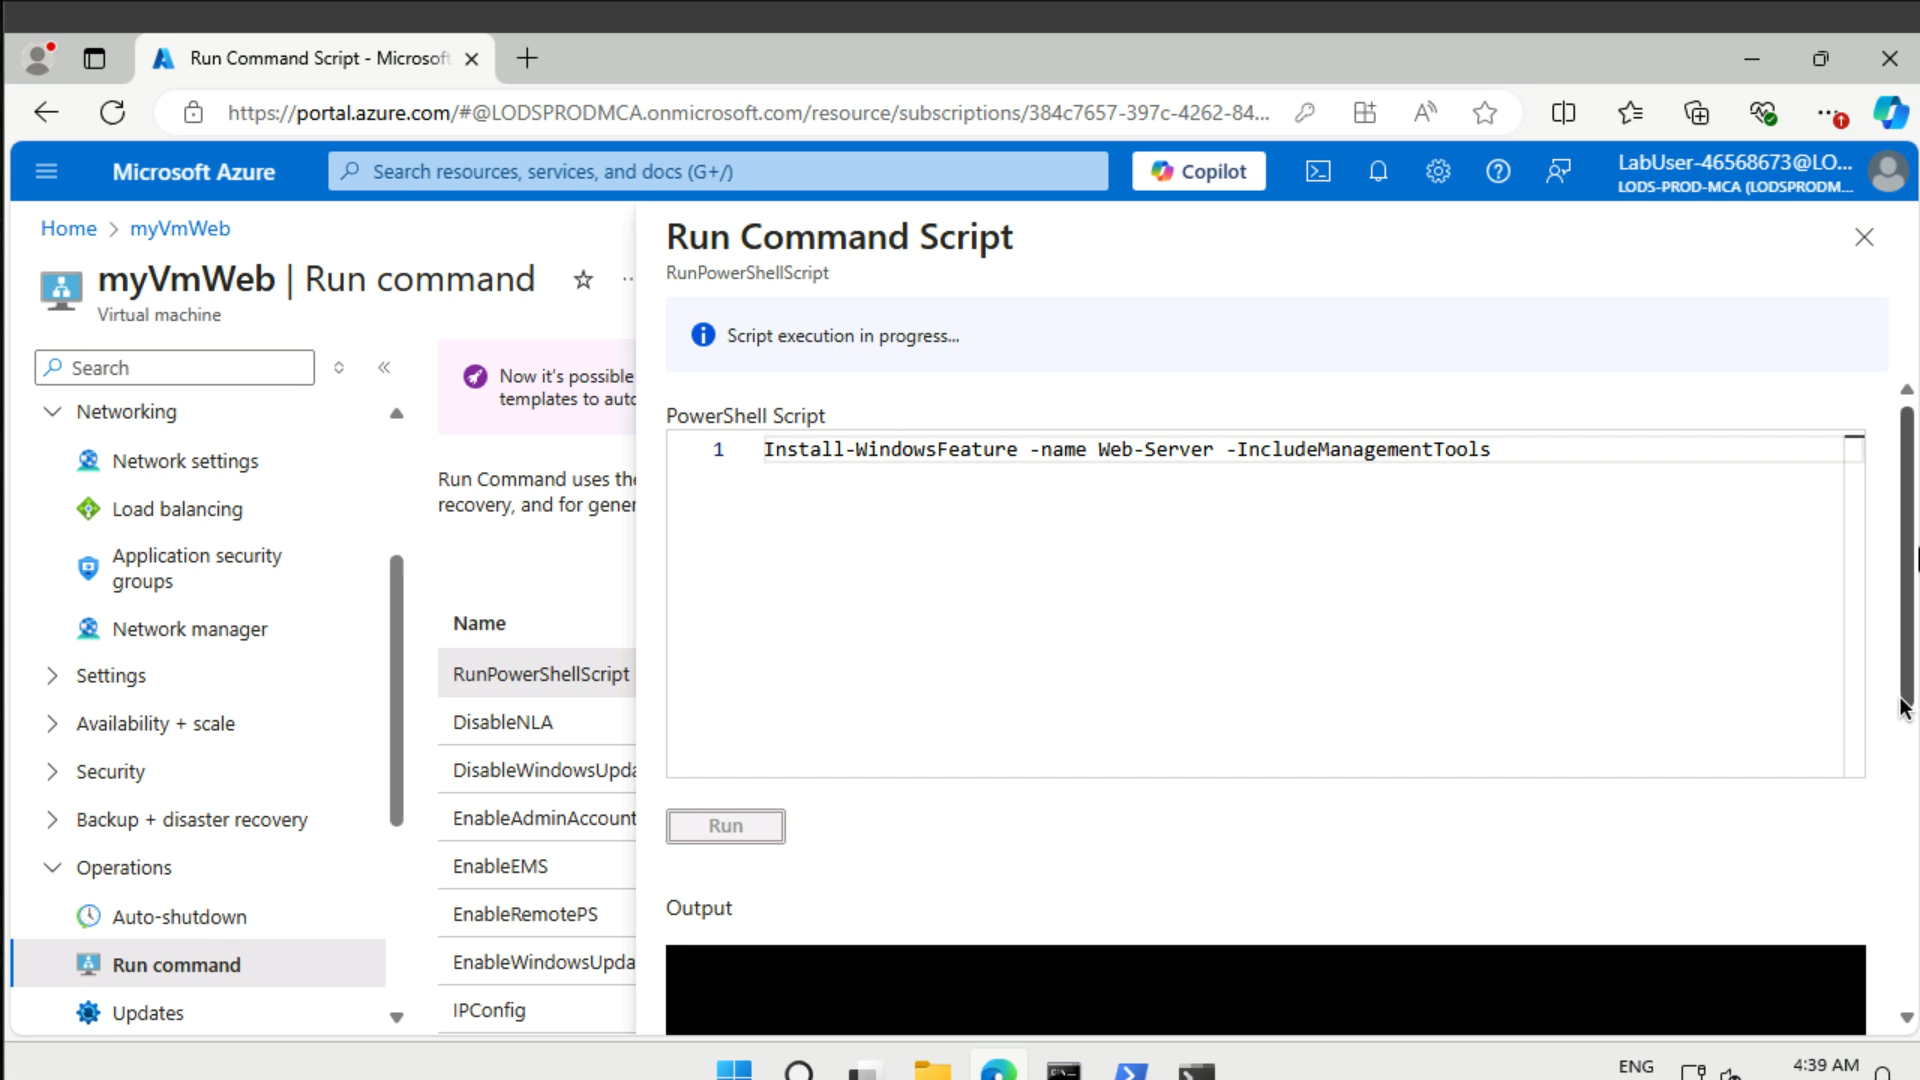 Run Command Script - Microsoft
https://portal.azure.com/#@LODSPRODMCA.onmicrosoft.com/resource/subscriptions/384c7657-397c-4262-84...
Microsoft Azure
Search resources, services, and docs (G+/)
Copilot
LabUser-46568673@LO...
LODS-PROD-MCA (LODSPRODM...
Home > myVmWeb
myVmWeb | Run command
Virtual machine
Search
Networking
Network settings
Load balancing
Application security
groups
Network manager
Settings
Availability + scale
Security
Backup + disaster recovery
Operations
Auto-shutdown
Run command
Updates
Now it's possible
templates to auto
Run Command uses the
recovery, and for gener
Name
RunPowerShellScript
DisableNLA
DisableWindowsUpda
EnableAdminAccount
EnableEMS
EnableRemotePS
EnableWindowsUpda
IPConfig
Run Command Script
RunPowerShellScript
Script execution in progress...
PowerShell Script
1 Install-WindowsFeature -name Web-Server -IncludeManagementTools
Run
Output
ENG
4:39 AM